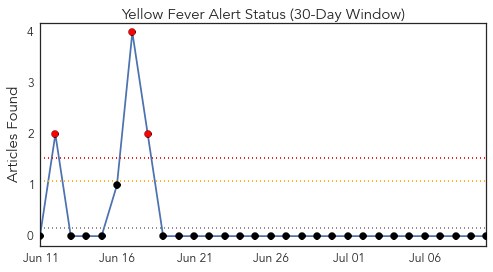 Yellow Fever Alert Status (30-Day Window)
Articles Found
4
3
2
1
0
0
Jun 11
Jun 16
Jun 21
Jun 26
Jul 01
Jul 06